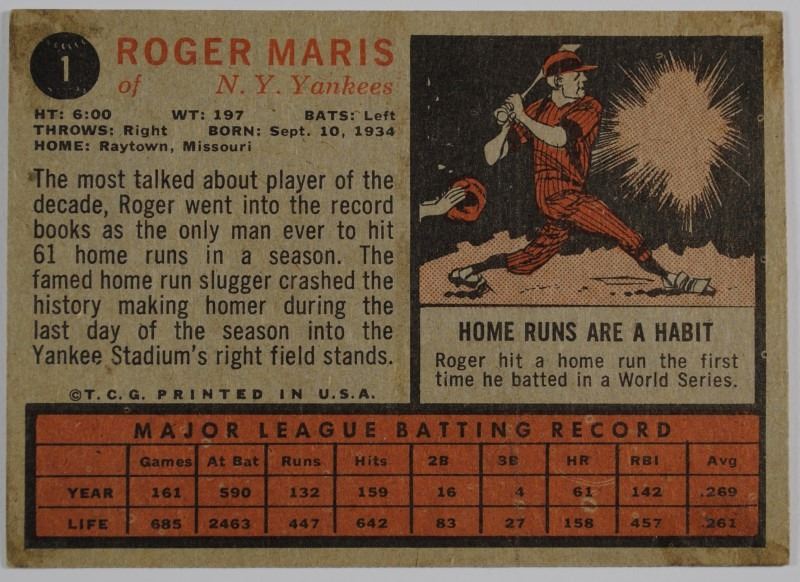 1
ROGER MARIS
of N. Y. Yankees
HT: 6:00 WT: 197 BATS: Left
THROWS: Right BORN: Sept. 10, 1934
HOME: Raytown, Missouri
The most talked about player of the
decade, Roger went into the record
books as the only man ever to hit
61 home runs in a season. The
famed home run slugger crashed the
history making homer during the
last day of the season into the
Yankee Stadium's right field stands.
©T.C.G. PRINTED IN U.S.A.
HOME RUNS ARE A HABIT
Roger hit a home run the first
time he batted in a World Series.
MAJOR LEAGUE BATTING RECORD
Games At Bat Runs Hits 2B 3B HR RBI Avg
YEAR 161 590 132 159 16 4 61 142 .269
LIFE 685 2463 447 642 83 27 158 457 .261